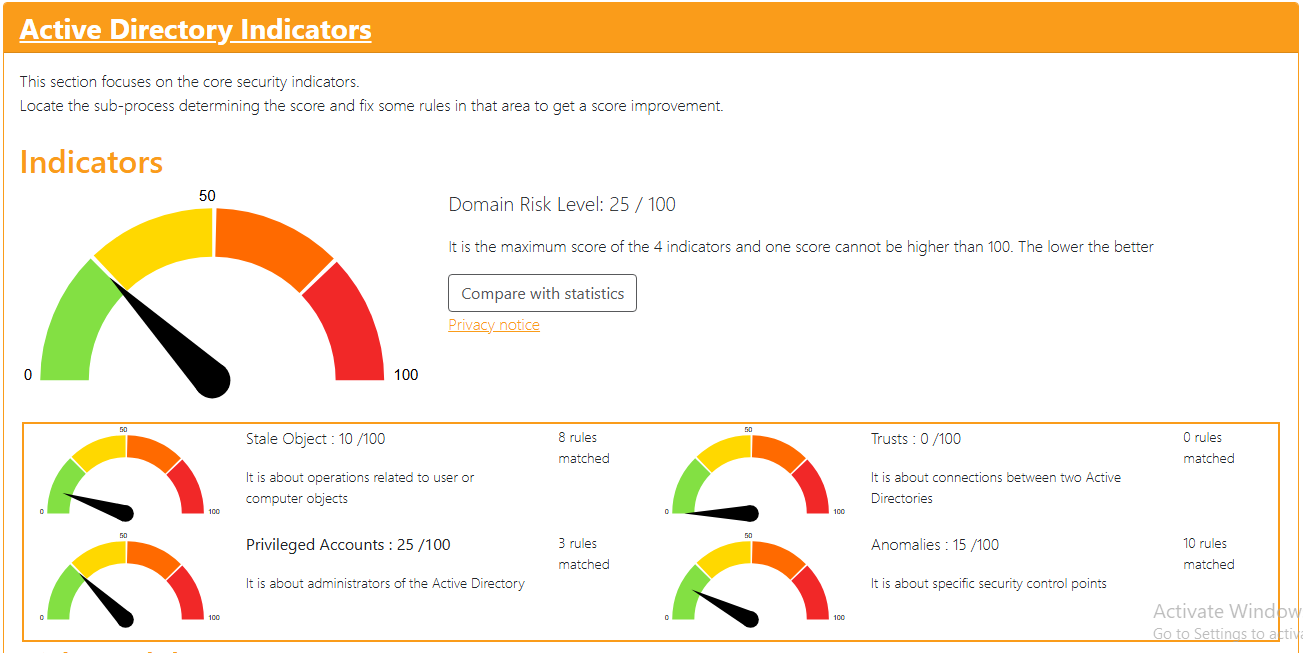 Active Directory Indicators
This section focuses on the core security indicators.
Locate the sub-process determining the score and fix some rules in that area to get a score improvement.
Indicators
50
0
100
Domain Risk Level: 25 / 100
It is the maximum score of the 4 indicators and one score cannot be higher than 100. The lower the better
Compare with statistics
Privacy notice
50
0
100
Stale Object : 10 /100
It is about operations related to user or
computer objects
8 rules
matched
50
0
100
Trusts : 0 /100
It is about connections between two Active
Directories
0 rules
matched
50
0
100
Privileged Accounts : 25 /100
It is about administrators of the Active Directory
3 rules
matched
50
0
100
Anomalies : 15 /100
It is about specific security control points
10 rules
matched
Activate Window
Go to Settings to activa